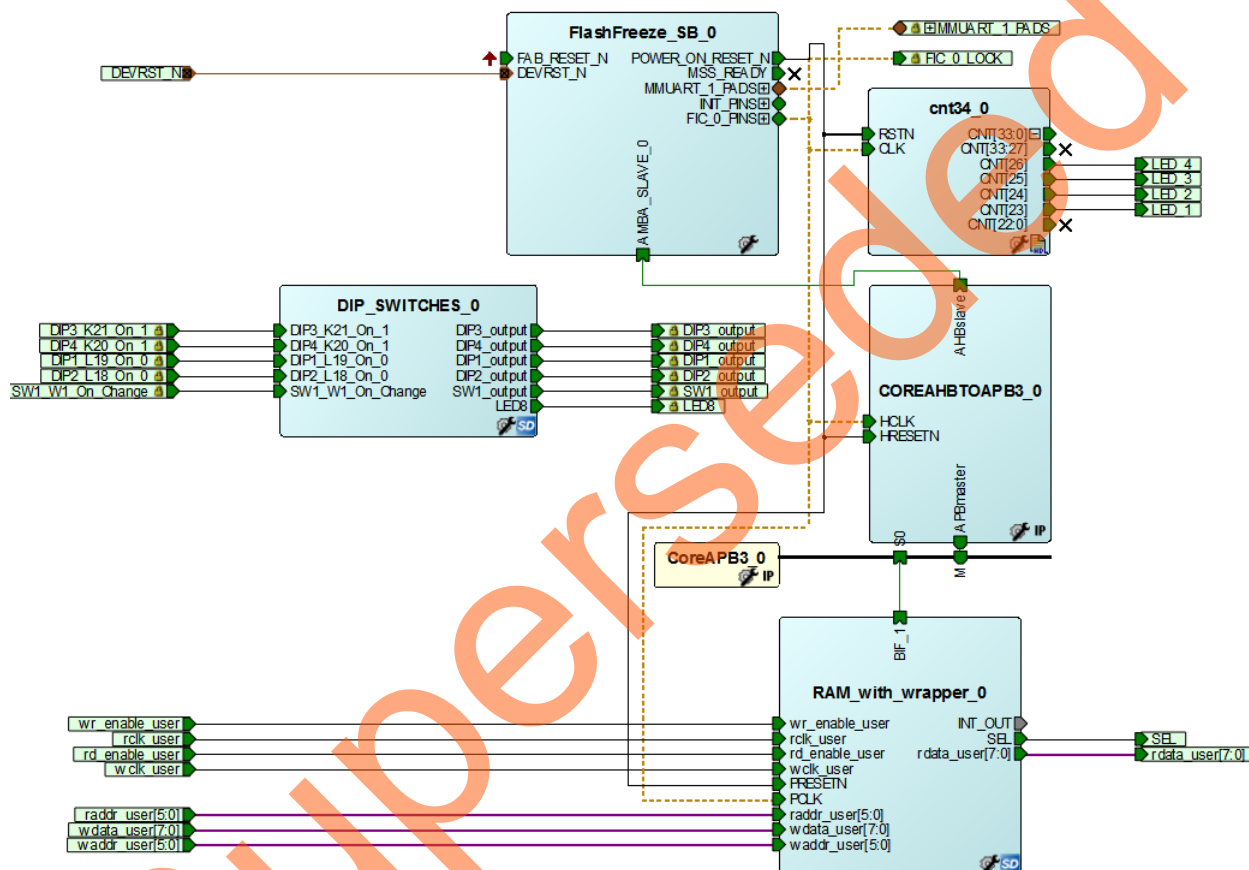 FlashFreeze_SB_0
FAB_RESET_N
DEVRST_N
POWER_ON_RESET_N
MSS_READY
MMUART_1_PADS
INIT_PINS
FIC_0_PINS
AMBA_SLAVE_0
DEVRST_N
MMUART_1_PADS
FIC_0_LOCK
cnt34_0
RSTN
CLK
CNT[33:0]
CNT[33:27]
CNT[26]
CNT[25]
CNT[24]
CNT[23]
CNT[22:0]
HDL
LED_4
LED_3
LED_2
LED_1
DIP_SWITCHES_0
DIP3_K21_On_1
DIP4_K20_On_1
DIP1_L19_On_0
DIP2_L18_On_0
SW1_W1_On_Change
DIP3_K21_On_1
DIP4_K20_On_1
DIP1_L19_On_0
DIP2_L18_On_0
SW1_W1_On_Change
DIP3_output
DIP4_output
DIP1_output
DIP2_output
SW1_output
LED8
SD
DIP3_output
DIP4_output
DIP1_output
DIP2_output
SW1_output
LED8
AHBslave
COREAHBTOAPB3_0
HCLK
HRESETN
APBmaster
IP
CoreAPB3_0
IP
S0
M
BIF_1
RAM_with_wrapper_0
wr_enable_user
rclk_user
rd_enable_user
wclk_user
raddr_user[5:0]
wdata_user[7:0]
waddr_user[5:0]
wr_enable_user
rclk_user
rd_enable_user
wclk_user
PRESETN
PCLK
raddr_user[5:0]
wdata_user[7:0]
waddr_user[5:0]
INT_OUT
SEL
rdata_user[7:0]
SD
SEL
rdata_user[7:0]
Superseded